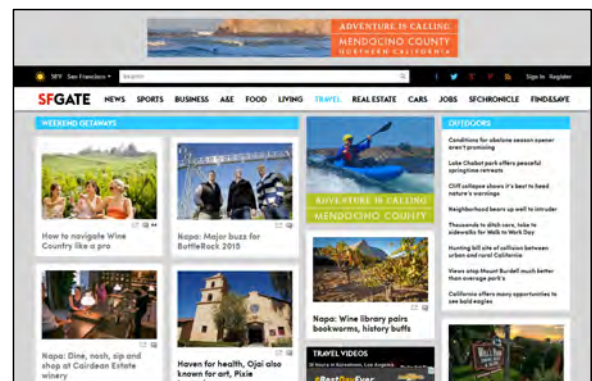 ADVENTURE IS CALLING
MENDOCINO COUNTY
NORTHERN CALIFORNIA
59°F San Francisco
Search
Sign In Register
SFGATE NEWS SPORTS BUSINESS A&E FOOD LIVING TRAVEL REAL ESTATE CARS JOBS SFCHRONICLE FIND&SAVE
WEEKEND GETAWAYS
How to navigate Wine
Country like a pro
Napa: Major buzz for
BottleRock 2015
Napa: Dine, nosh, sip and
shop at Cairdean Estate
winery
Haven for health, Ojai also
known for art, Pixie
ADVENTURE IS CALLING
MENDOCINO COUNTY
Napa: Wine library pairs
bookworms, history buffs
TRAVEL VIDEOS
#BestDayEver
OUTDOORS
Conditions for abalone season opener
aren't promising
Lake Chabot park offers peaceful
springtime retreats
Cliff collapse shows it's best to heed
nature's warnings
Neighborhood bears up well to intruder
Thousands to ditch cars, take to
sidewalks for Walk to Work Day
Hunting bill site of collision between
urban and rural California
Views atop Mount Burdell much better
than average park's
California offers many opportunities to
see bald eagles